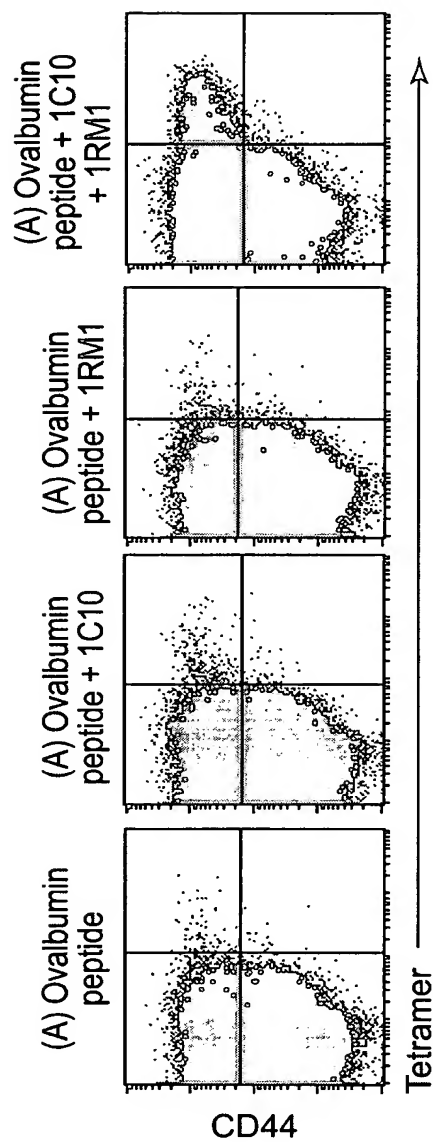 (A) Ovalbumin
peptide + 1C10
+ 1RM1
(A) Ovalbumin
peptide + 1RM1
(A) Ovalbumin
peptide + 1C10
(A) Ovalbumin
peptide
Tetramer
CD44